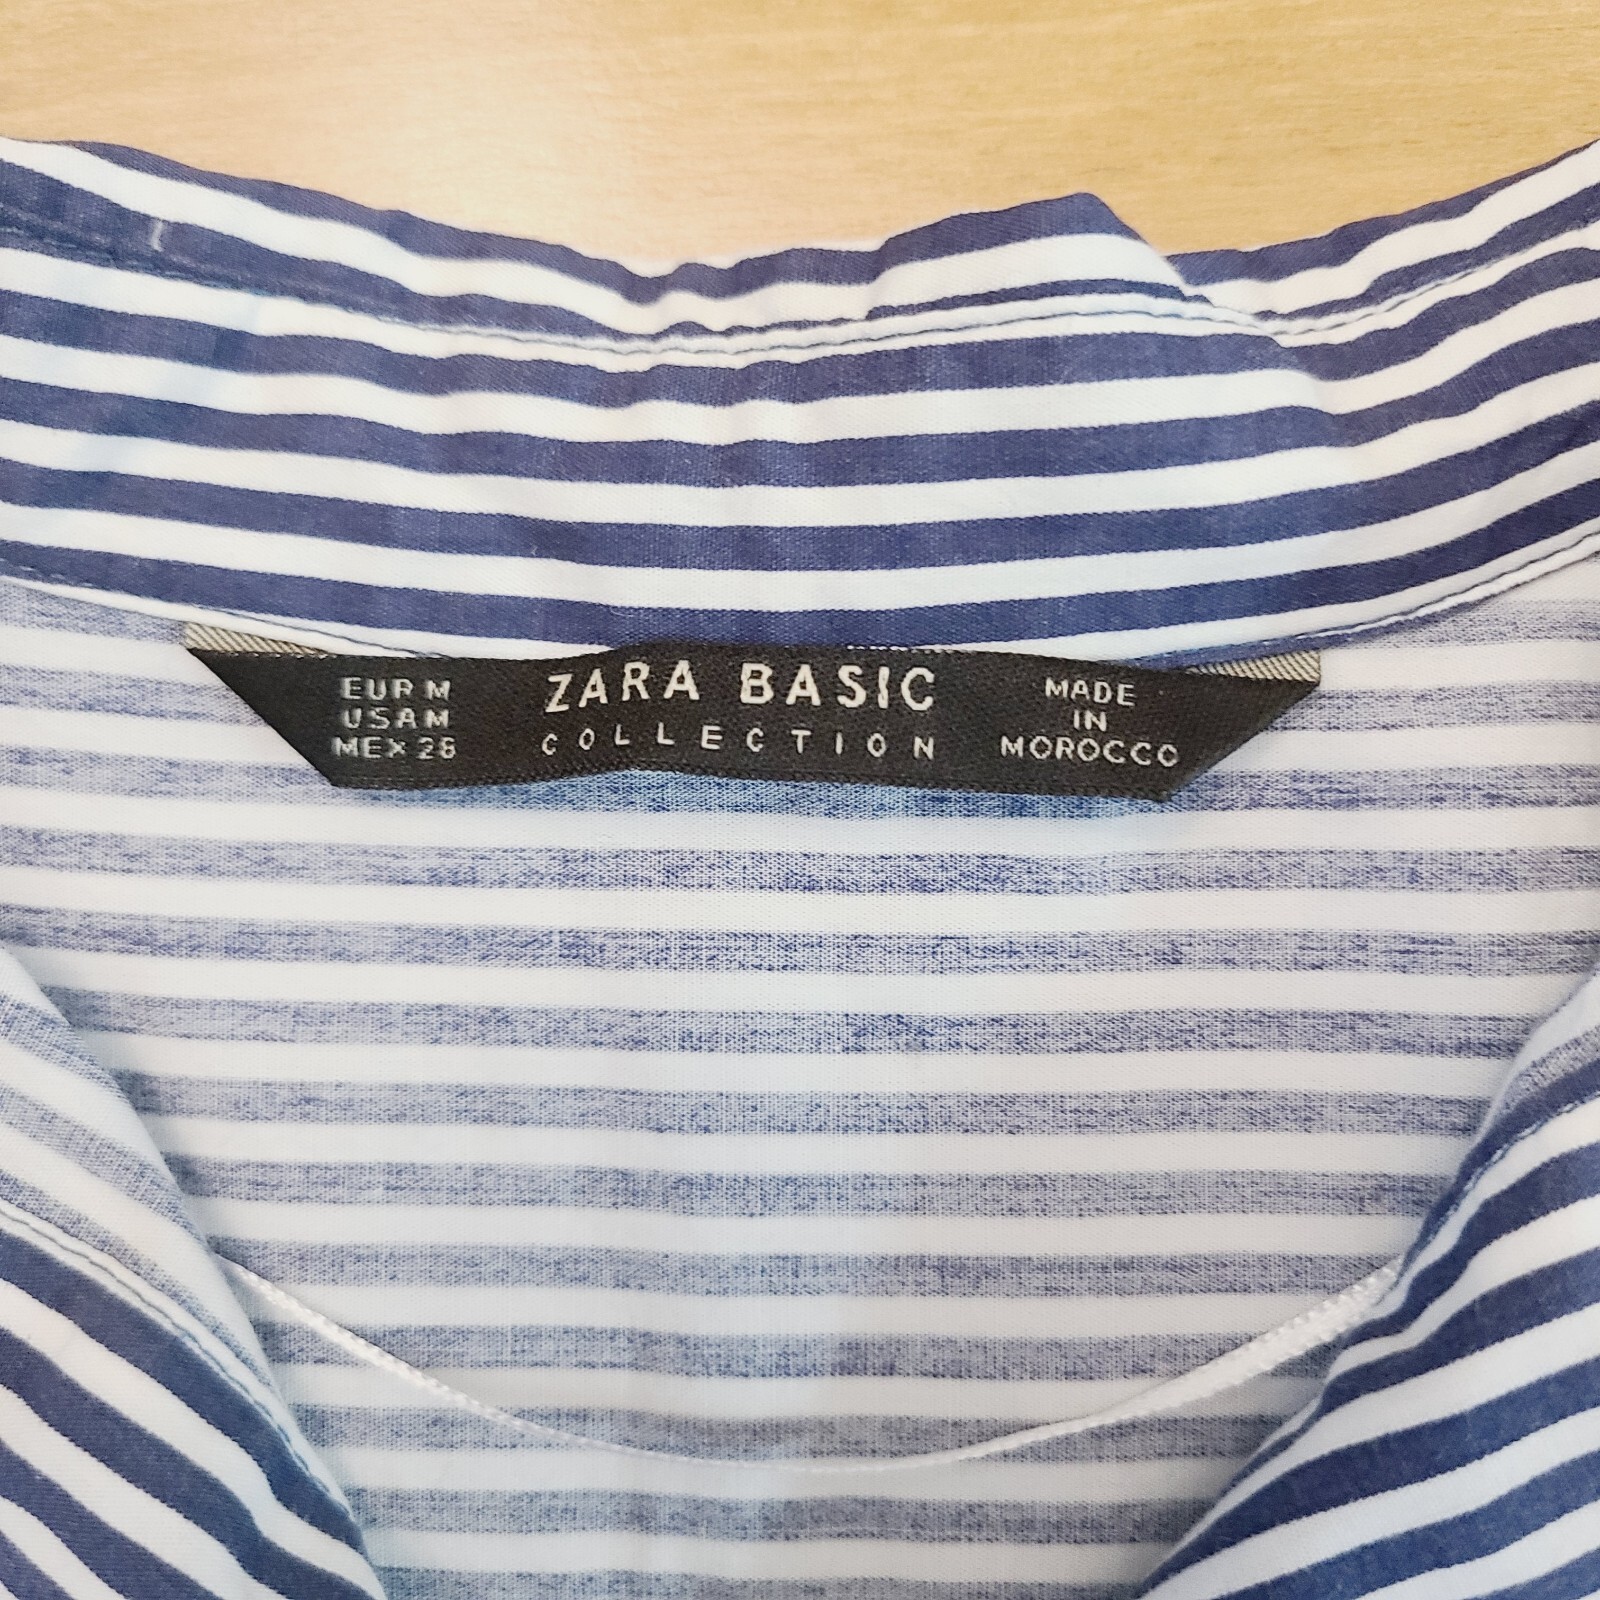 EUR M
USA M
MEX 28
ZARA BASIC
COLLECTION
MADE
IN
MOROCCO